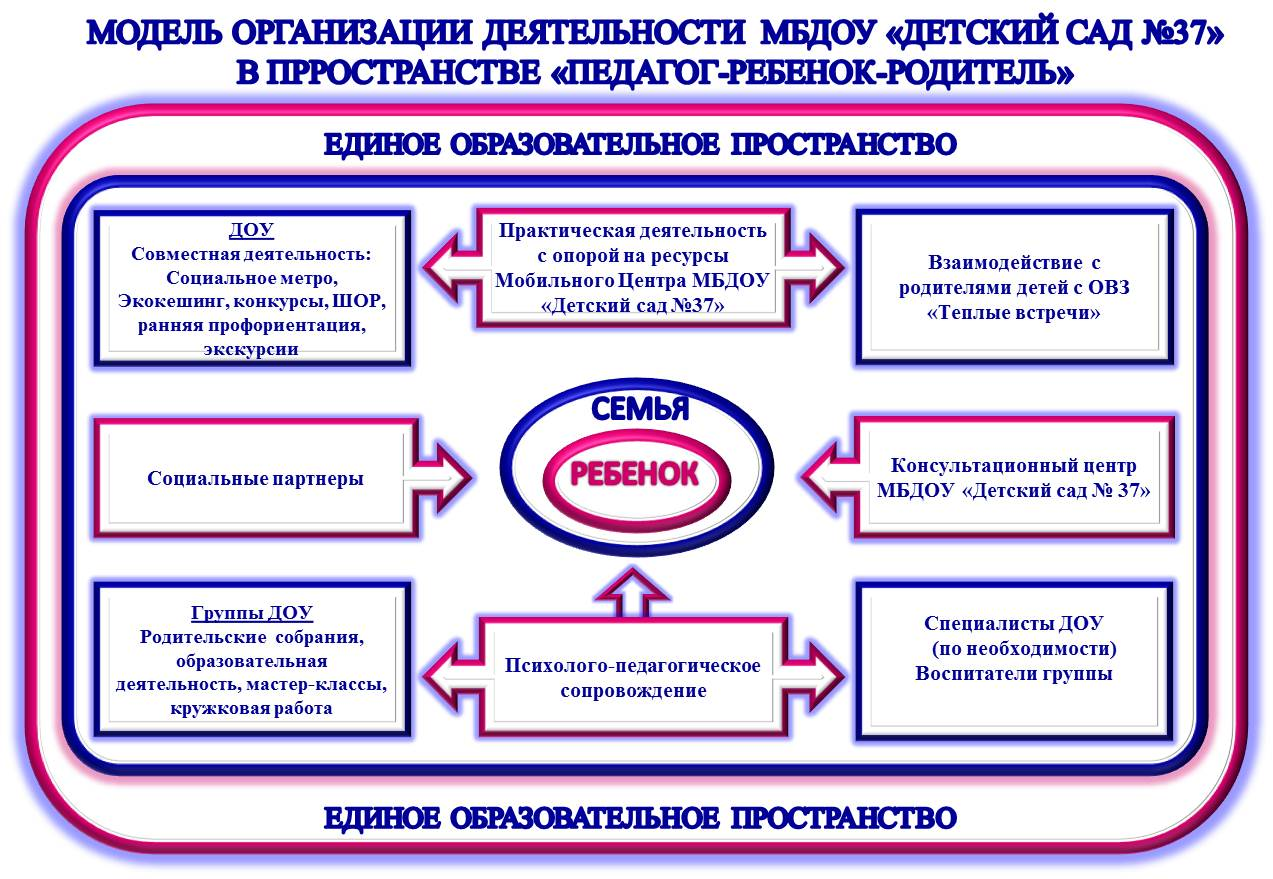 МОДЕЛЬ ОРГАНИЗАЦИИ ДЕЯТЕЛЬНОСТИ МБДОУ «ДЕТСКИЙ САД №37»
В ПРРОСТРАНСТВЕ «ПЕДАГОГ-РЕБЕНОК-РОДИТЕЛЬ»
ЕДИНОЕ ОБРАЗОВАТЕЛЬНОЕ ПРОСТРАНСТВО
ДОУ
Совместная деятельность:
Социальное метро,
Экокешинг, конкурсы, ШОР,
ранняя профориентация,
экскурсии
Практическая деятельность
с опорой на ресурсы
Мобильного Центра МБДОУ
«Детский сад №37»
Взаимодействие с
родителями детей с ОВЗ
«Теплые встречи»
Социальные партнеры
СЕМЬЯ
РЕБЕНОК
Консультационный центр
МБДОУ «Детский сад № 37»
Группы ДОУ
Родительские собрания,
образовательная
деятельность, мастер-классы,
кружковая работа
Психолого-педагогическое
сопровождение
Специалисты ДОУ
(по необходимости)
Воспитатели группы
ЕДИНОЕ ОБРАЗОВАТЕЛЬНОЕ ПРОСТРАНСТВО